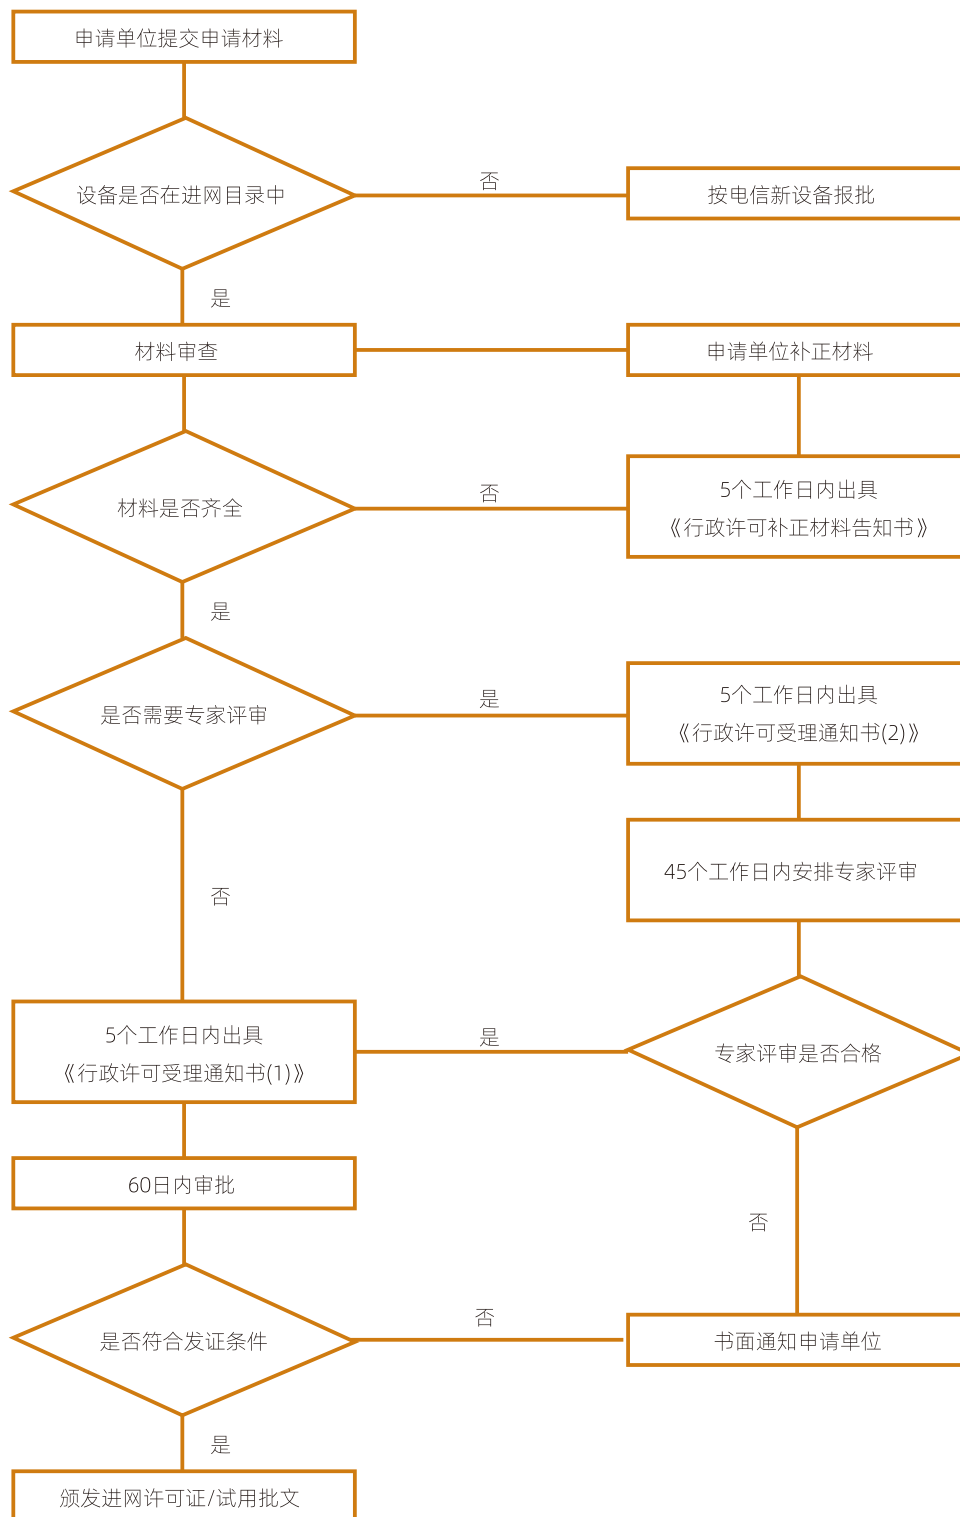 申请单位提交申请材料
设备是否在进网目录中
否
按电信新设备报批
是
材料审查
申请单位补正材料
材料是否齐全
否
5个工作日内出具
《行政许可补正材料告知书》
是
是否需要专家评审
是
5个工作日内出具
《行政许可受理通知书(2)》
45个工作日内安排专家评审
否
5个工作日内出具
《行政许可受理通知书(1)》
是
专家评审是否合格
60日内审批
否
是否符合发证条件
否
书面通知申请单位
是
颁发进网许可证/试用批文